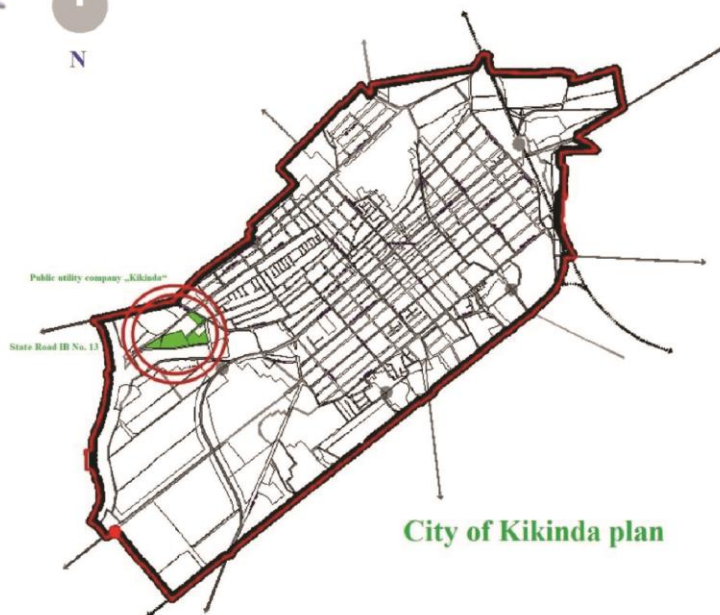 N
Public utility company „Kikinda“
State Road IB No. 13
City of Kikinda plan